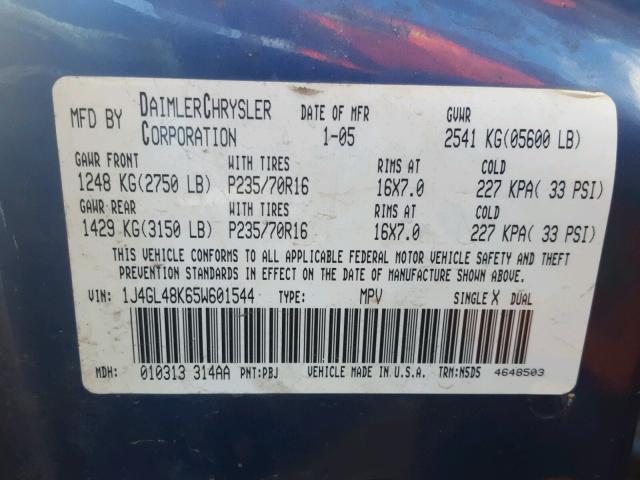 MFD BY DAIMLERCHRYSLER CORPORATION DATE OF MFR 1-05 GVWR 2541 KG(05600 LB)
GAWR FRONT WITH TIRES RIMS AT COLD
1248 KG(2750 LB) P235/70R16 16X7.0 227 KPA( 33 PSI)
GAWR REAR WITH TIRES RIMS AT COLD
1429 KG(3150 LB) P235/70R16 16X7.0 227 KPA( 33 PSI)
THIS VEHICLE CONFORMS TO ALL APPLICABLE FEDERAL MOTOR VEHICLE SAFETY AND THEFT
PREVENTION STANDARDS IN EFFECT ON THE DATE OF MANUFACTURE SHOWN ABOVE.
VIN: 1J4GL48K65W601544 TYPE: MPV SINGLE X DUAL
MDH: 010313 314AA PNT:PBJ VEHICLE MADE IN U.S.A. TRM:N5D5 4648503